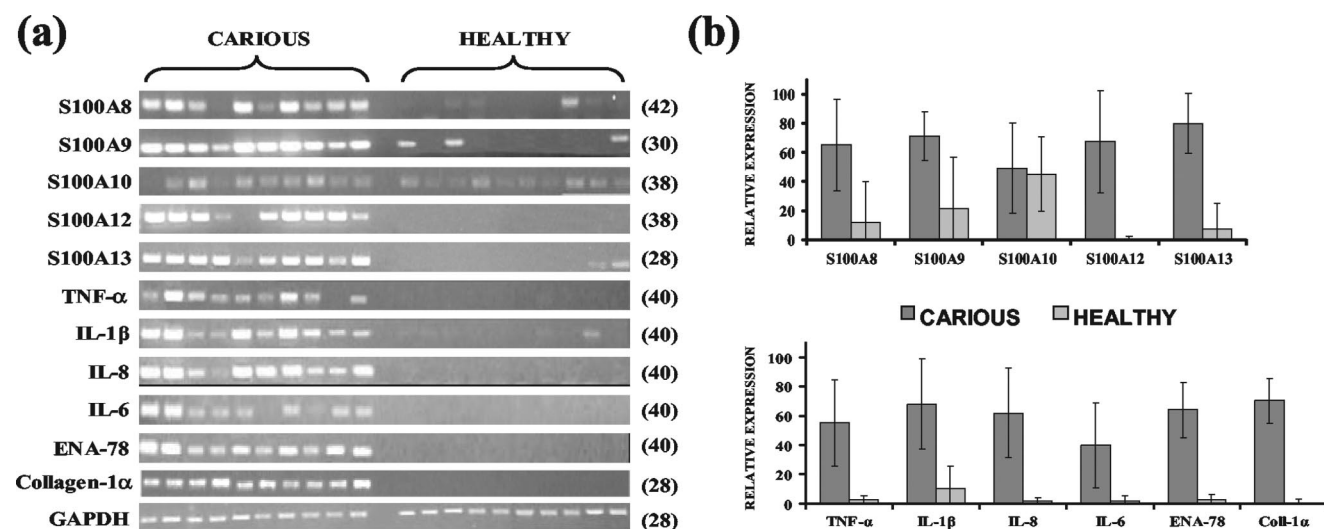 (a)
CARIOUS HEALTHY
S100A8 (42)
S100A9 (30)
S100A10 (38)
S100A12 (38)
S100A13 (28)
TNF-α (40)
IL-1β (40)
IL-8 (40)
IL-6 (40)
ENA-78 (40)
Collagen-1α (28)
GAPDH (28)
(b)
RELATIVE EXPRESSION
100
80
60
40
20
0
S100A8 S100A9 S100A10 S100A12 S100A13
CARIOUS HEALTHY
RELATIVE EXPRESSION
100
80
60
40
20
0
TNF-α IL-1β IL-8 IL-6 ENA-78 Coll-1α